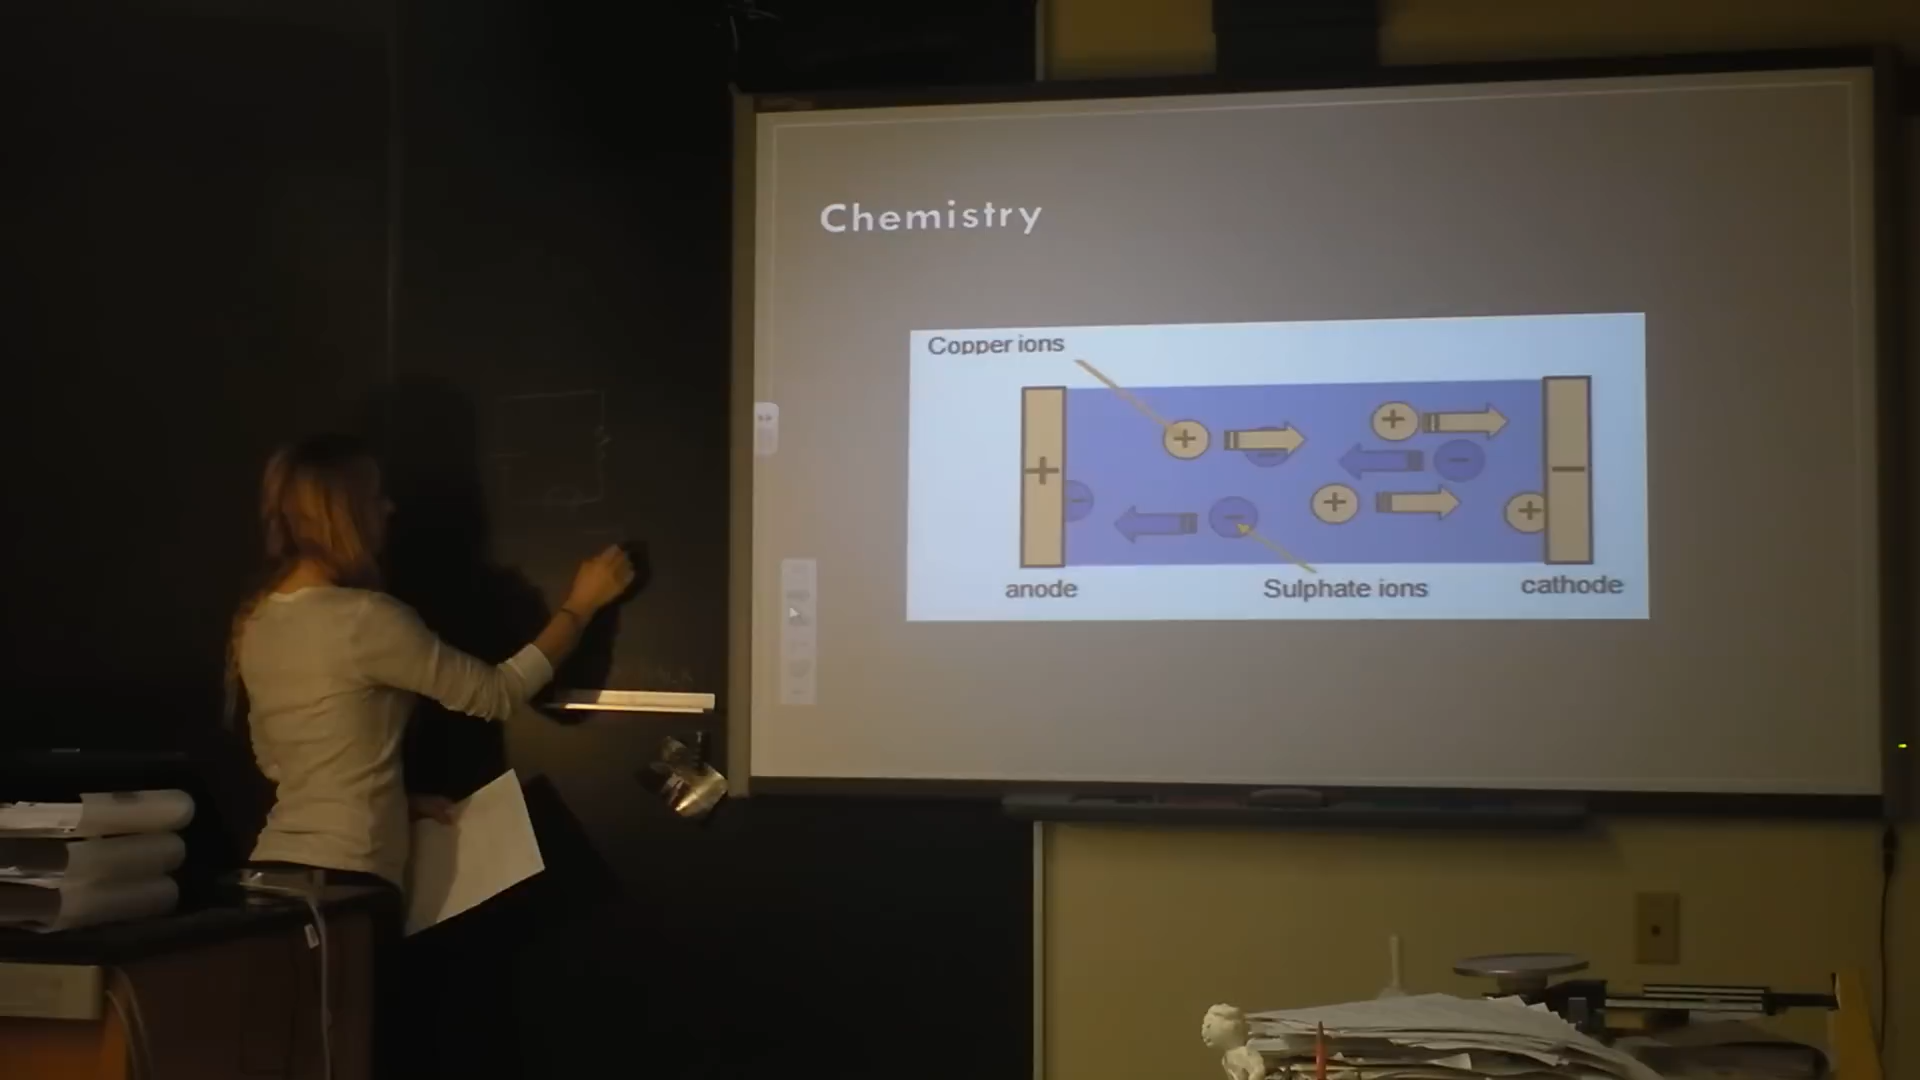 Chemistry
Copper ions
+ → + →
+ ← - -
- ← - + → +
anode Sulphate ions cathode